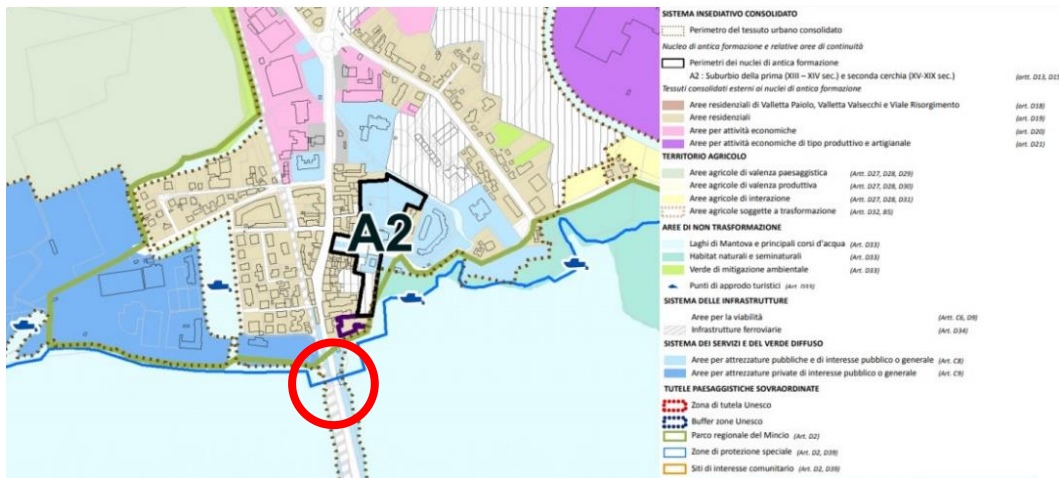 A2
SISTEMA INSEDIATIVO CONSOLIDATO
Perimetro del tessuto urbano consolidato
Nucleo di antica formazione e relative aree di continuità
Perimetri dei nuclei di antica formazione
A2 : Suburbio della prima (XIII – XIV sec.) e seconda cerchia (XV-XIX sec.) (artt. D13,
Tessuti consolidati esterni ai nuclei di antica formazione
Aree residenziali di Valletta Paiolo, Valletta Valsecchi e Viale Risorgimento (art. D18)
Aree residenziali (art. D19)
Aree per attività economiche (art. D20)
Aree per attività economiche di tipo produttivo e artigianale (art. D21)
TERRITORIO AGRICOLO
Aree agricole di valenza paesaggistica (Artt. D27, D28, D29)
Aree agricole di valenza produttiva (Artt. D27, D28, D30)
Aree agricole di interazione (Artt. D27, D28, D31)
Aree agricole soggette a trasformazione (Artt. D32, B5)
AREE DI NON TRASFORMAZIONE
Laghi di Mantova e principali corsi d'acqua (Art. D33)
Habitat naturali e seminaturali (Art. D33)
Verde di mitigazione ambientale (Art. D33)
Punti di approdo turistici (Art. D33)
SISTEMA DELLE INFRASTRUTTURE
Aree per la viabilità (Artt. C6, D9)
Infrastrutture ferroviarie (Art. D34)
SISTEMA DEI SERVIZI E DEL VERDE DIFFUSO
Aree per attrezzature pubbliche e di interesse pubblico o generale (Art. C8)
Aree per attrezzature private di interesse pubblico o generale (Art. C9)
TUTELE PAESAGGISTICHE SOVRAORDINATE
Zona di tutela Unesco
Buffer zone Unesco
Parco regionale del Mincio (Art. D2)
Zone di protezione speciale (Art. D2, D39)
Siti di interesse comunitario (Art. D2, D39)